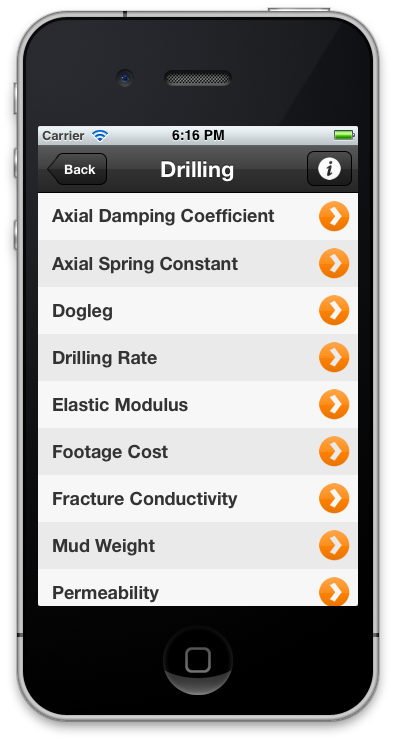 Carrier 6:16 PM
Back Drilling
Axial Damping Coefficient
Axial Spring Constant
Dogleg
Drilling Rate
Elastic Modulus
Footage Cost
Fracture Conductivity
Mud Weight
Permeability